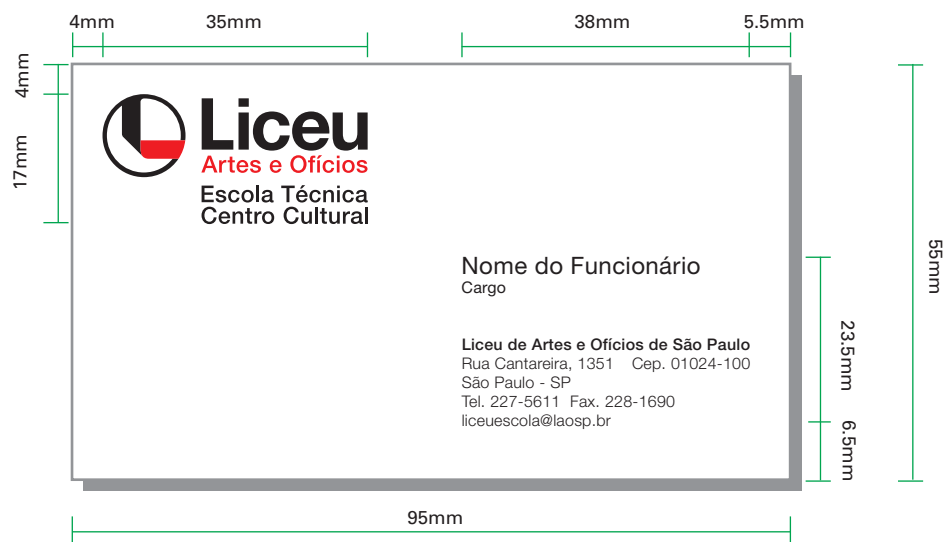 4mm 35mm 38mm 5.5mm
4mm
17mm
Liceu
Artes e Ofícios
Escola Técnica
Centro Cultural
Nome do Funcionário
Cargo
Liceu de Artes e Ofícios de São Paulo
Rua Cantareira, 1351 Cep. 01024-100
São Paulo - SP
Tel. 227-5611 Fax. 228-1690
liceuescola@laosp.br
23.5mm
6.5mm
55mm
95mm